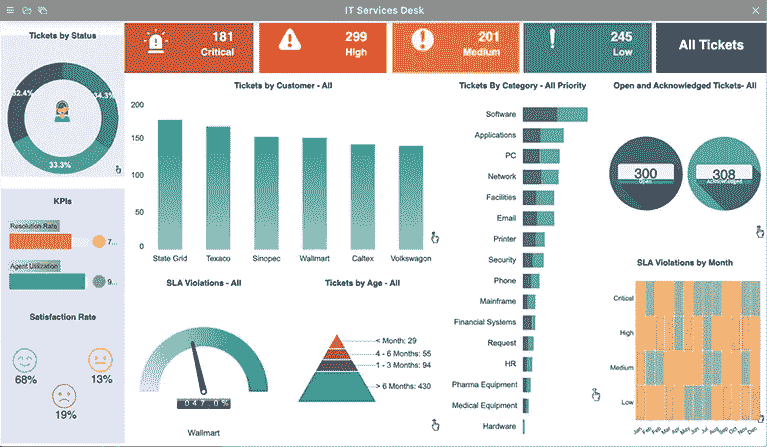 IT Services Desk
Tickets by Status
32.4%
34.3%
33.3%
181
Critical
299
High
201
Medium
245
Low
All Tickets
Tickets by Customer - All
200
150
100
50
0
State Grid
Texaco
Sinopec
Wallmart
Caltex
Volkswagon
Tickets By Category - All Priority
Software
Applications
PC
Network
Facilities
Email
Printer
Security
Phone
Mainframe
Financial Systems
Request
HR
Pharma Equipment
Medical Equipment
Hardware
Open and Acknowledged Tickets- All
300
Open
308
Acknowledged
KPIs
Resolution Rate
7...
Agent Utilization
9...
Satisfaction Rate
68%
13%
19%
SLA Violations - All
047.0%
Wallmart
Tickets by Age - All
< Month: 29
4 - 6 Months: 55
1 - 3 Months: 94
> 6 Months: 430
SLA Violations by Month
Critical
High
Medium
Low
Jan
Feb
Feb
Mar
Apr
May
Jun
Jul
Aug
Sep
Oct
Nov
Dec